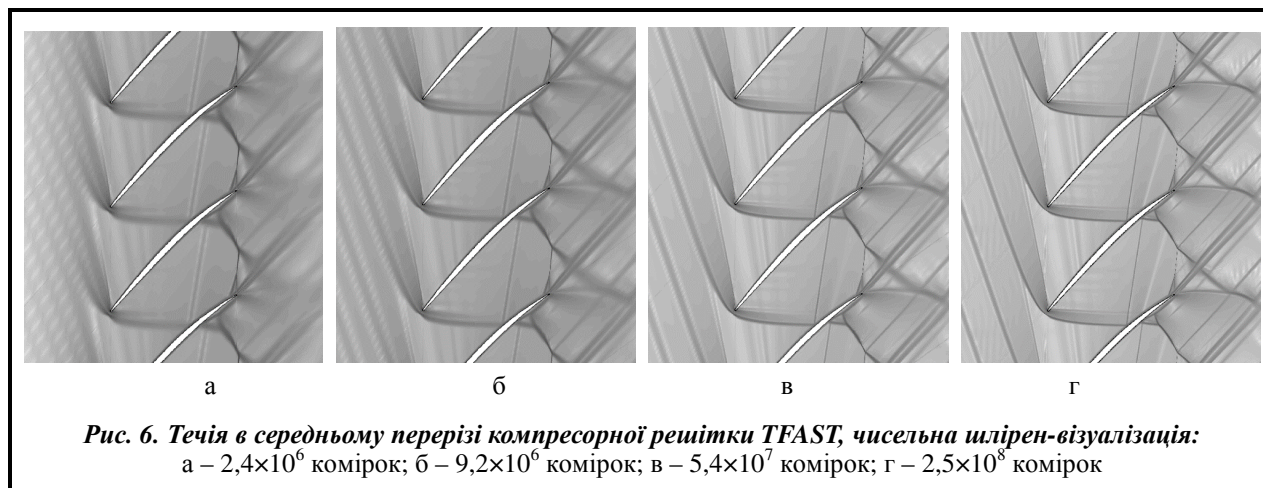 а б в г
Рис. 6. Течія в середньому перерізі компресорної решітки TFAST, чисельна шлірен-візуалізація:
а – 2,4×10⁶ комірок; б – 9,2×10⁶ комірок; в – 5,4×10⁷ комірок; г – 2,5×10⁸ комірок